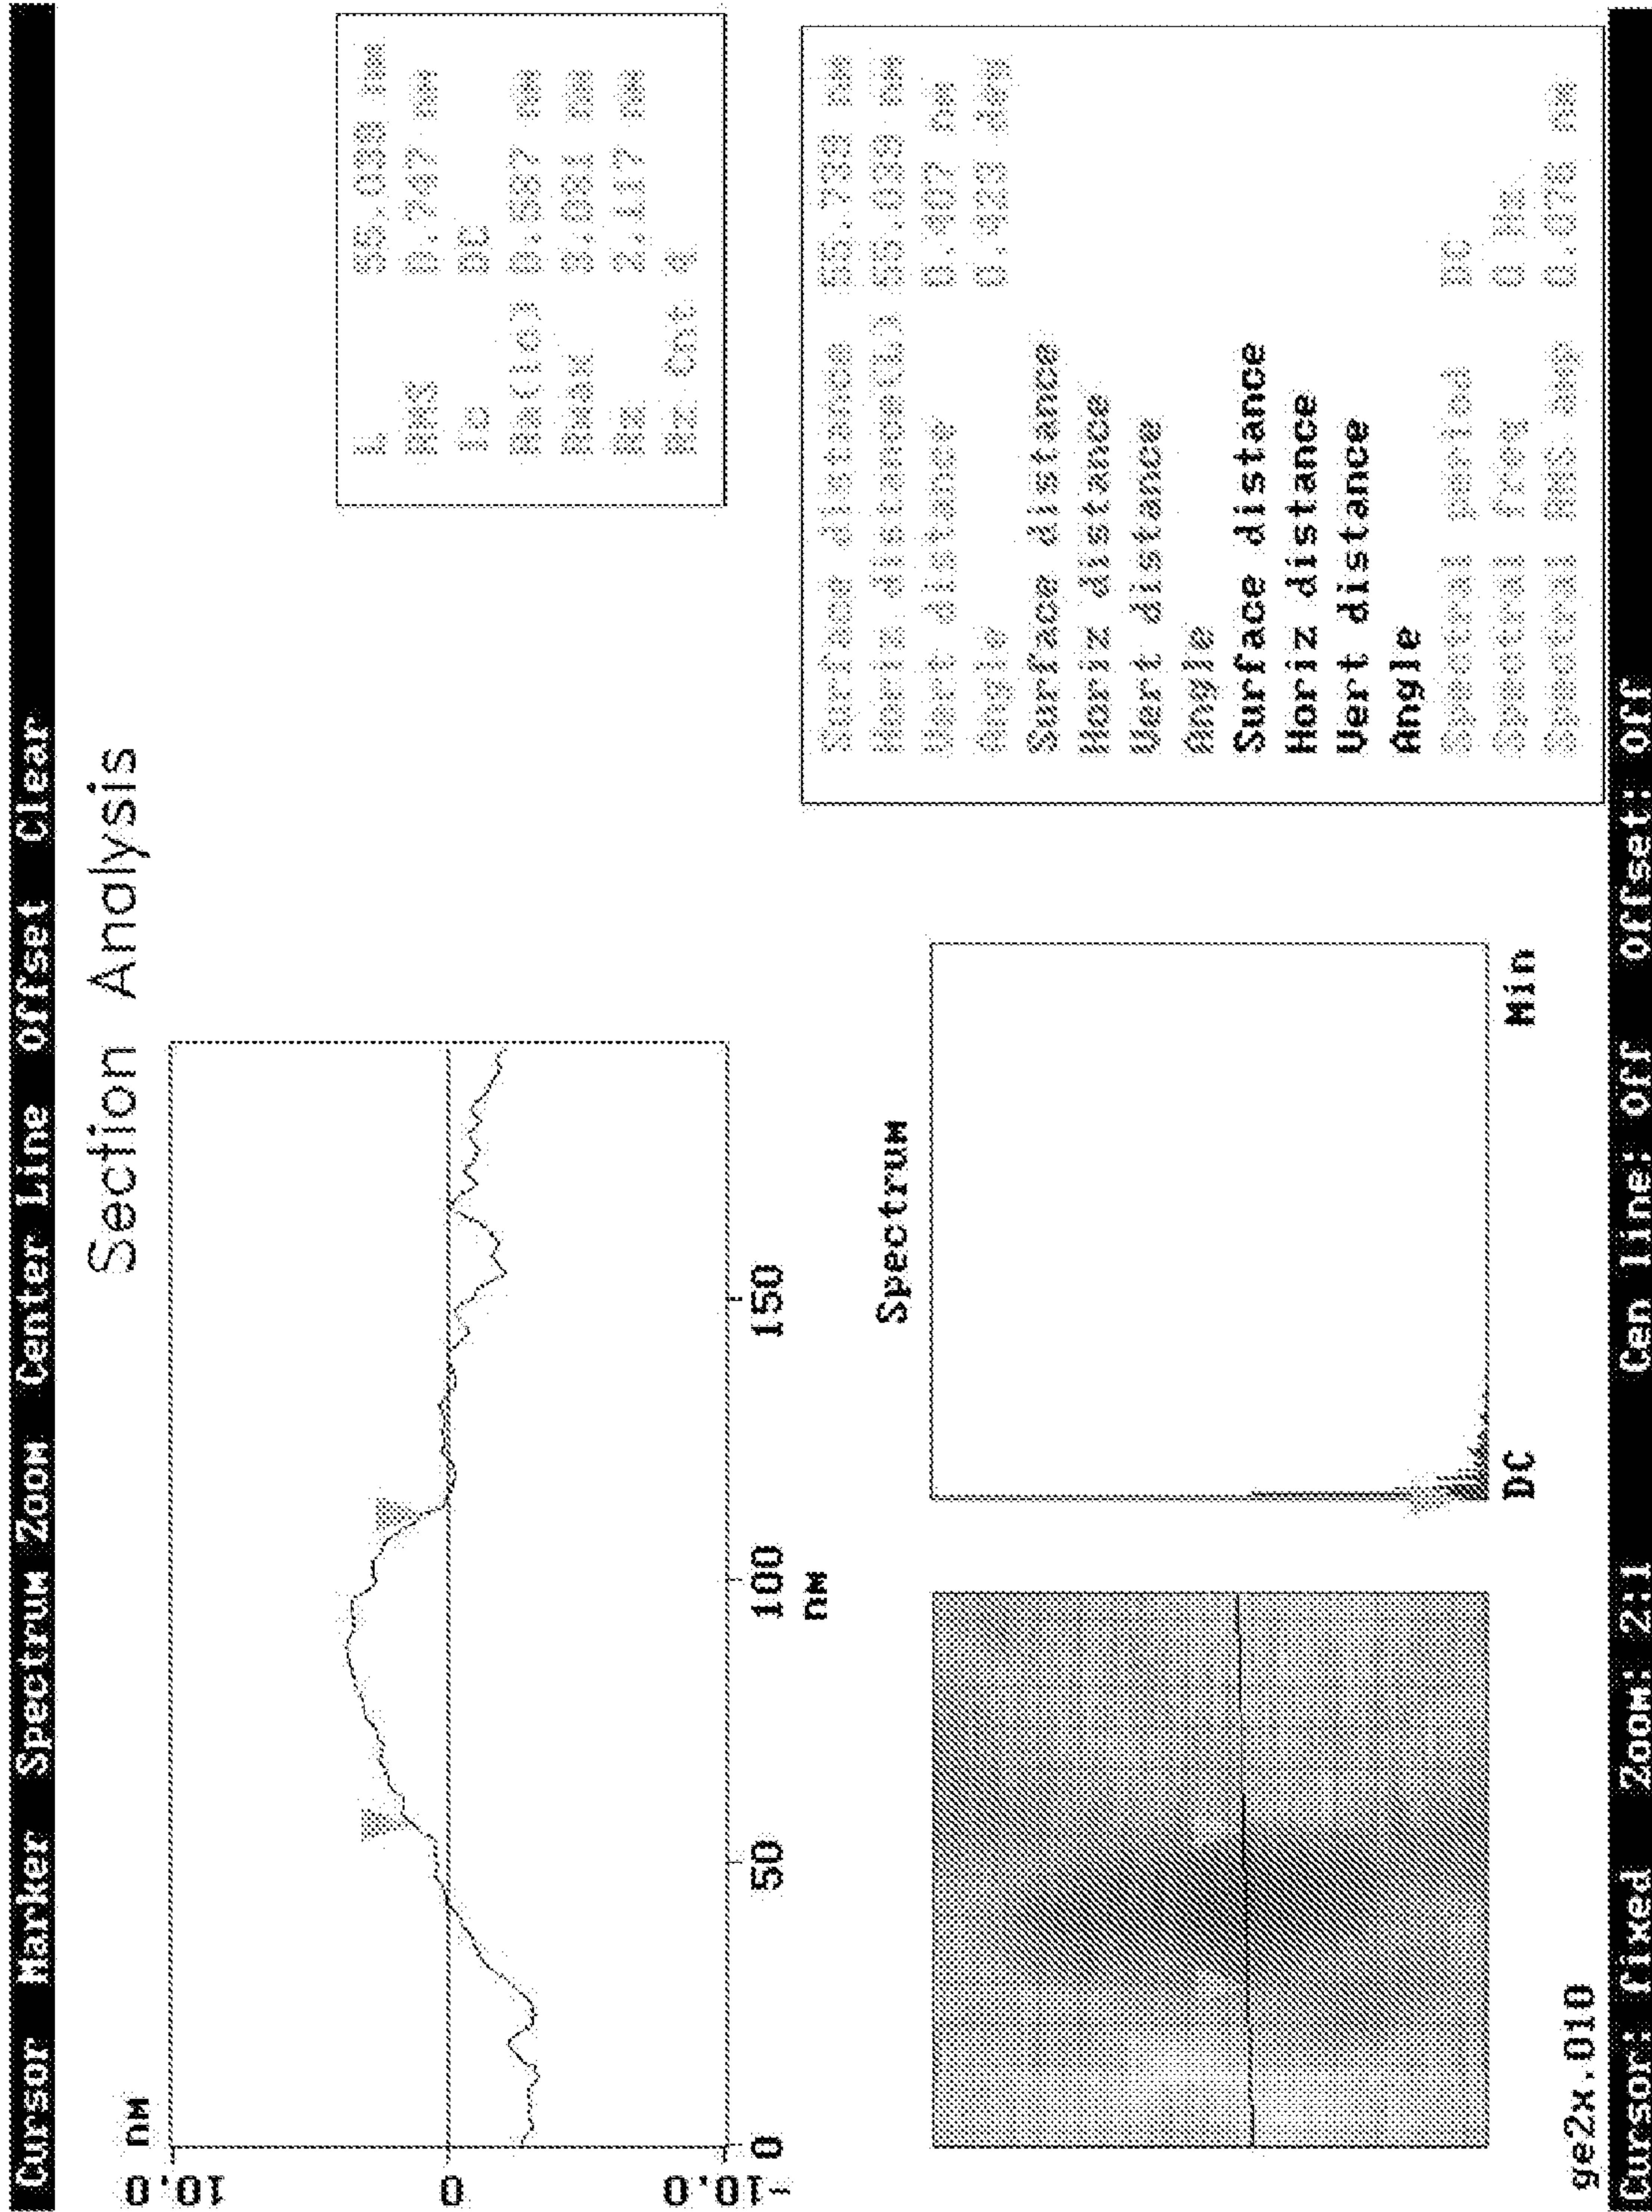 Cursor Marker Spectrum Zoom Center Line Offset Clear
Section Analysis
nM
10.0
0
-10.0
0 50 100 150
nM
L 55.039 nm
RMS 0.747 nm
lc DC
Ra(lc) 0.587 nm
Rmax 3.081 nm
Rz 2.117 nm
Rz Cnt 4
Spectrum
DC Min
Surface distance 55.739 nm
Horiz distance(L) 55.039 nm
Vert distance 0.407 nm
Angle 0.423 deg
Surface distance
Horiz distance
Vert distance
Angle
Surface distance
Horiz distance
Vert distance
Angle
Spectral period DC
Spectral freq 0 Hz
Spectral RMS amp 0.076 nm
ge2x.010
Cursor: fixed Zoom: 2:1 Cen line: Off Offset: Off